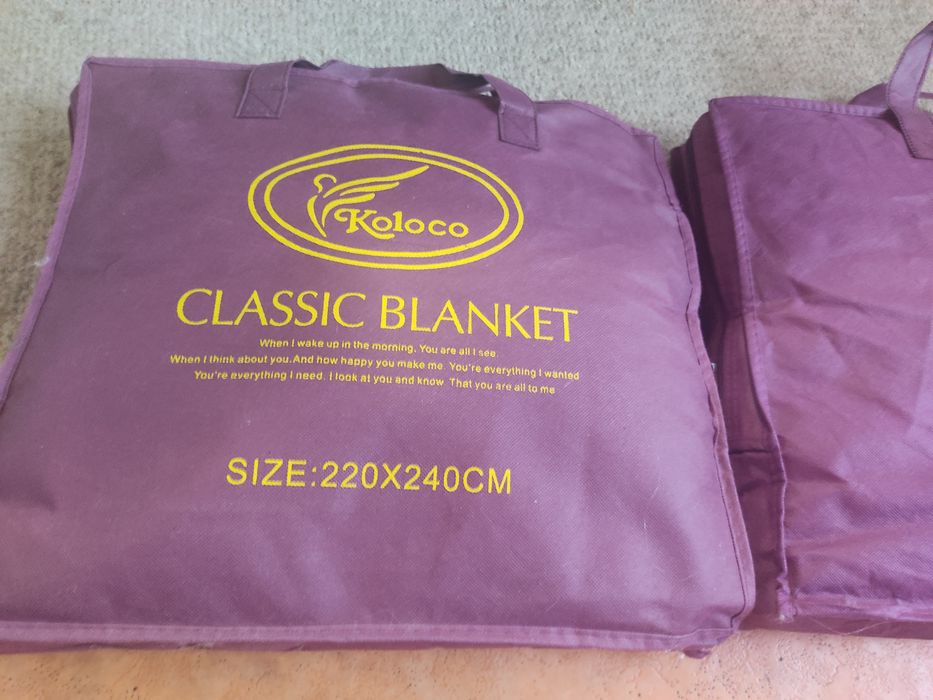 Koloco
CLASSIC BLANKET
When I wake up in the morning, You are all I see.
When I think about you. And how happy you make me. You're everything I wanted
You're everything I need. I look at you and know. That you are all to me
SIZE:220X240CM